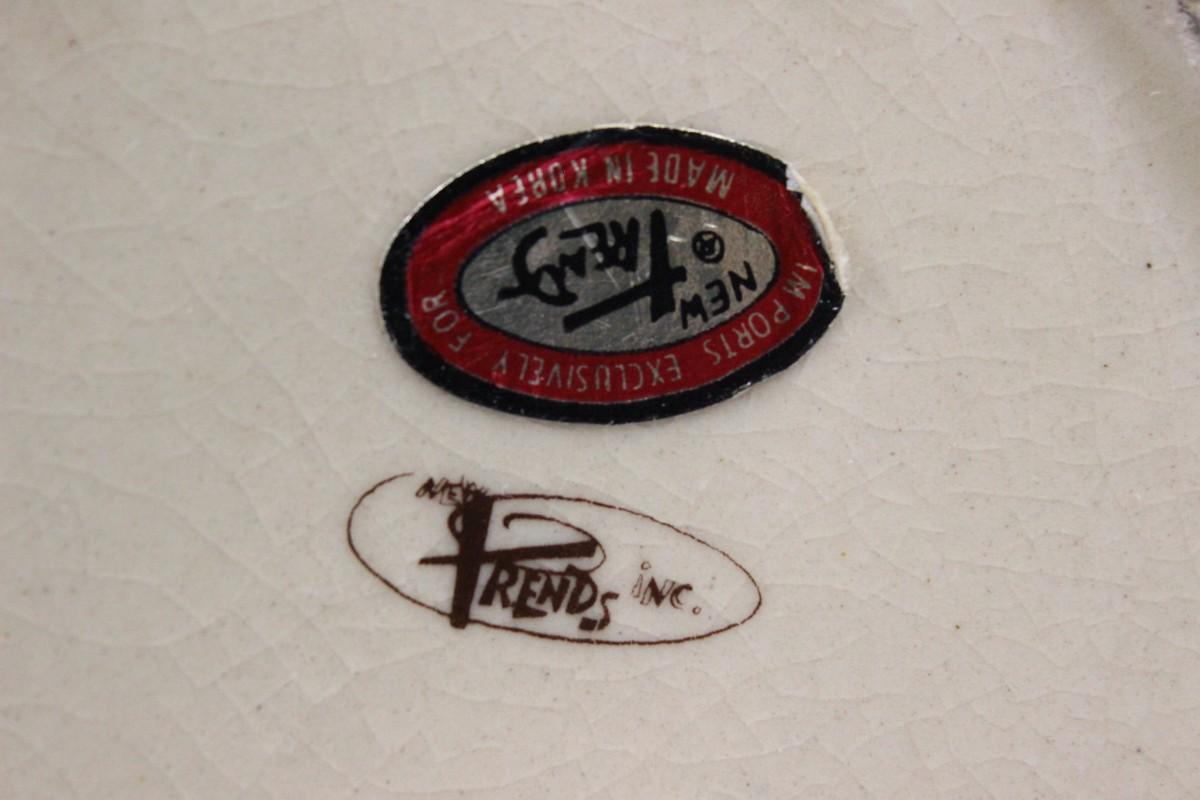 IMPORTS EXCLUSIVELY FOR
NEW
TRENDS ®
MADE IN KOREA
NEW
TRENDS INC.